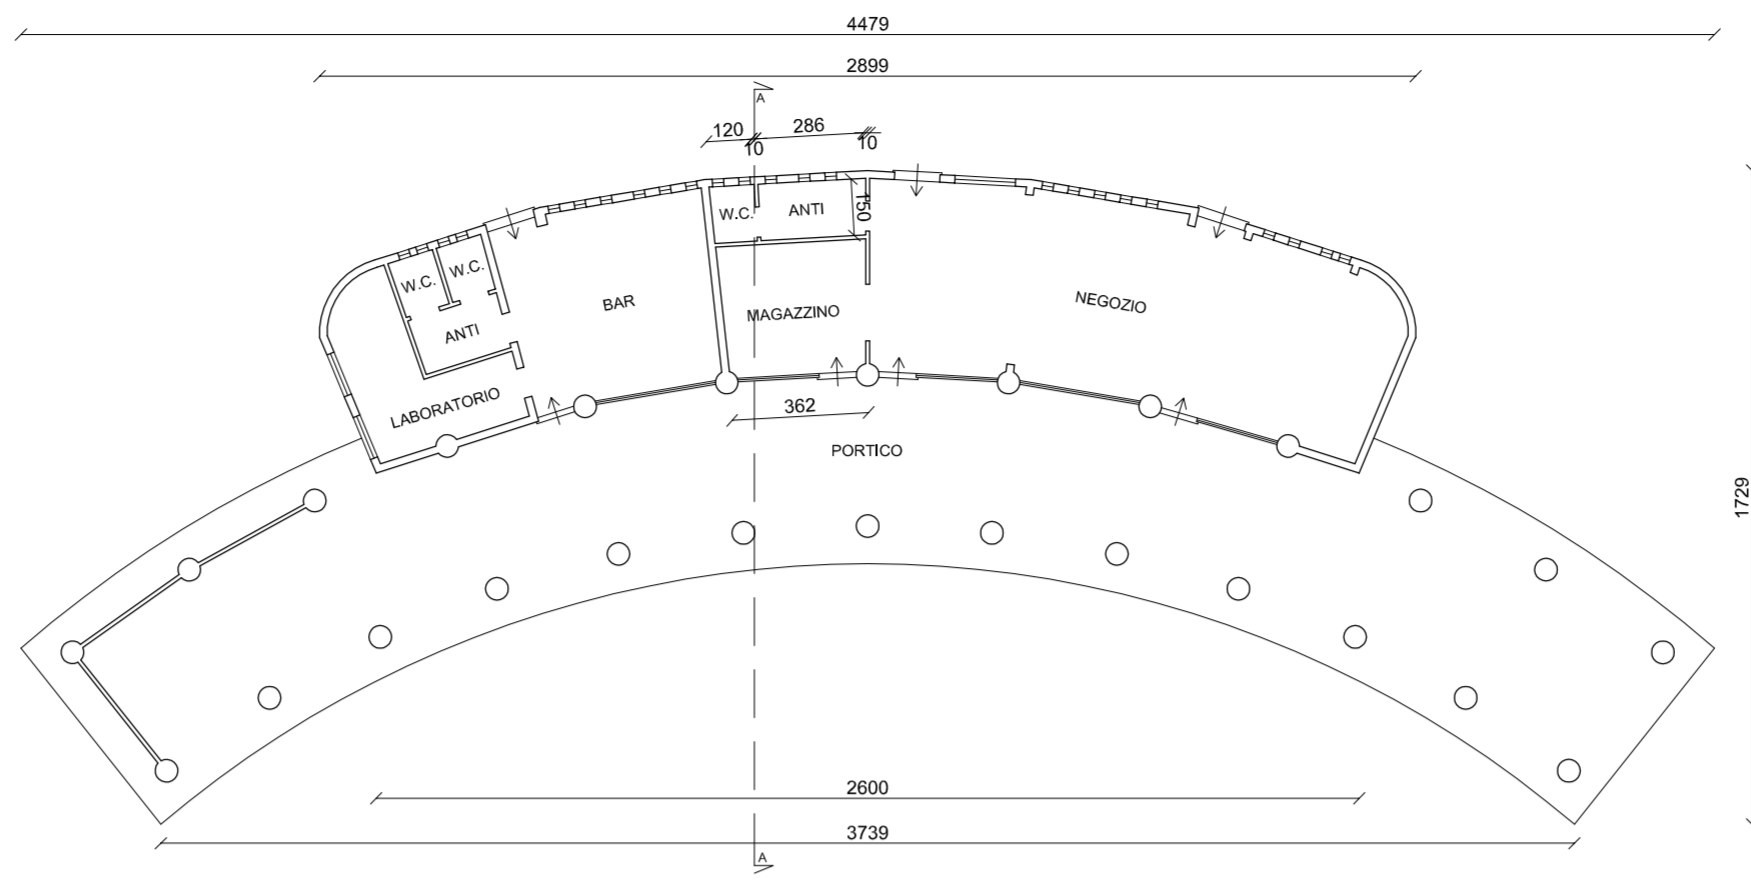 4479
2899
A
120
286
10
10
W.C.
ANTI
150
W.C.
W.C.
BAR
NEGOZIO
MAGAZZINO
ANTI
LABORATORIO
362
PORTICO
1729
2600
3739
A